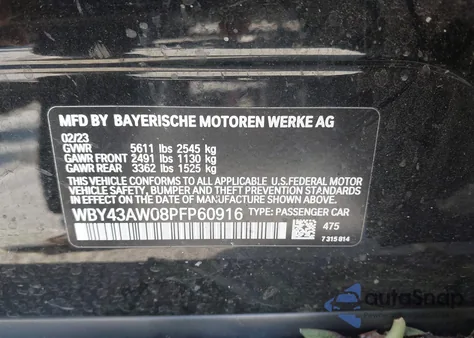 MFD BY BAYERISCHE MOTOREN WERKE AG
02/23
GVWR 5611 lbs 2545 kg
GAWR FRONT 2491 lbs 1130 kg
GAWR REAR 3362 lbs 1525 kg
THIS VEHICLE CONFORMS TO ALL APPLICABLE U.S.FEDERAL MOTOR
VEHICLE SAFETY, BUMPER, AND THEFT PREVENTION STANDARDS
IN EFFECT ON THE DATE OF MANUFACTURE SHOWN ABOVE.
WBY43AW08PFP60916 TYPE: PASSENGER CAR
475
7 315 814
autoSnap